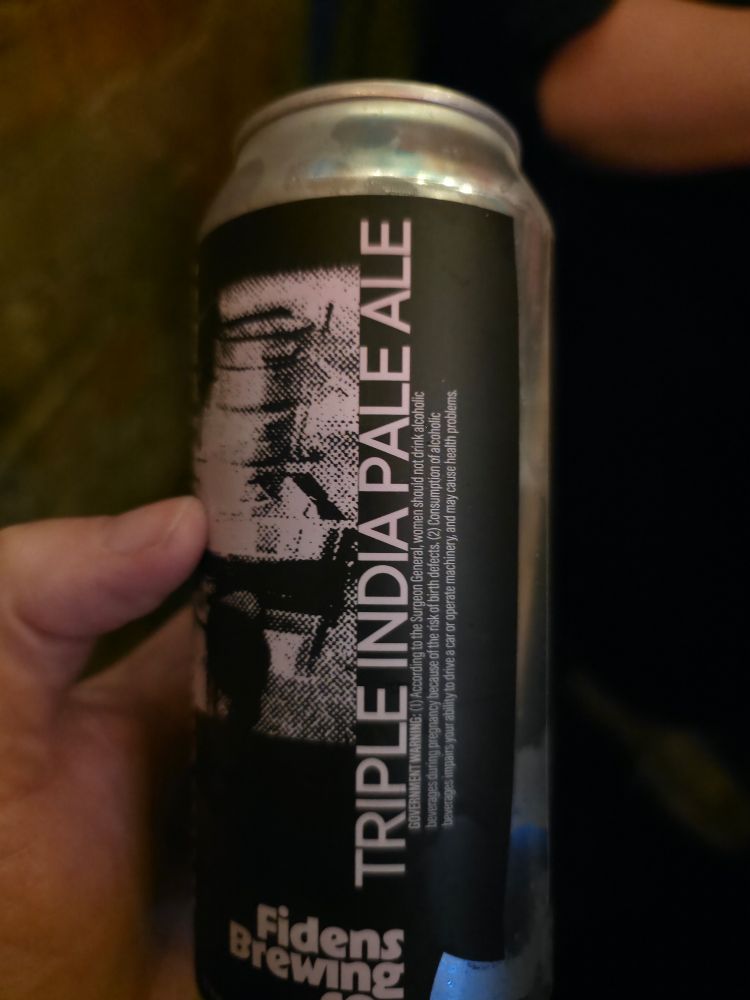 TRIPLE INDIA PALE ALE
GOVERNMENT WARNING: (1) According to the Surgeon General, women should not drink alcoholic
beverages during pregnancy because of the risk of birth defects. (2) Consumption of alcoholic
beverages impairs your ability to drive a car or operate machinery, and may cause health problems.
Fidens
Brewing
co